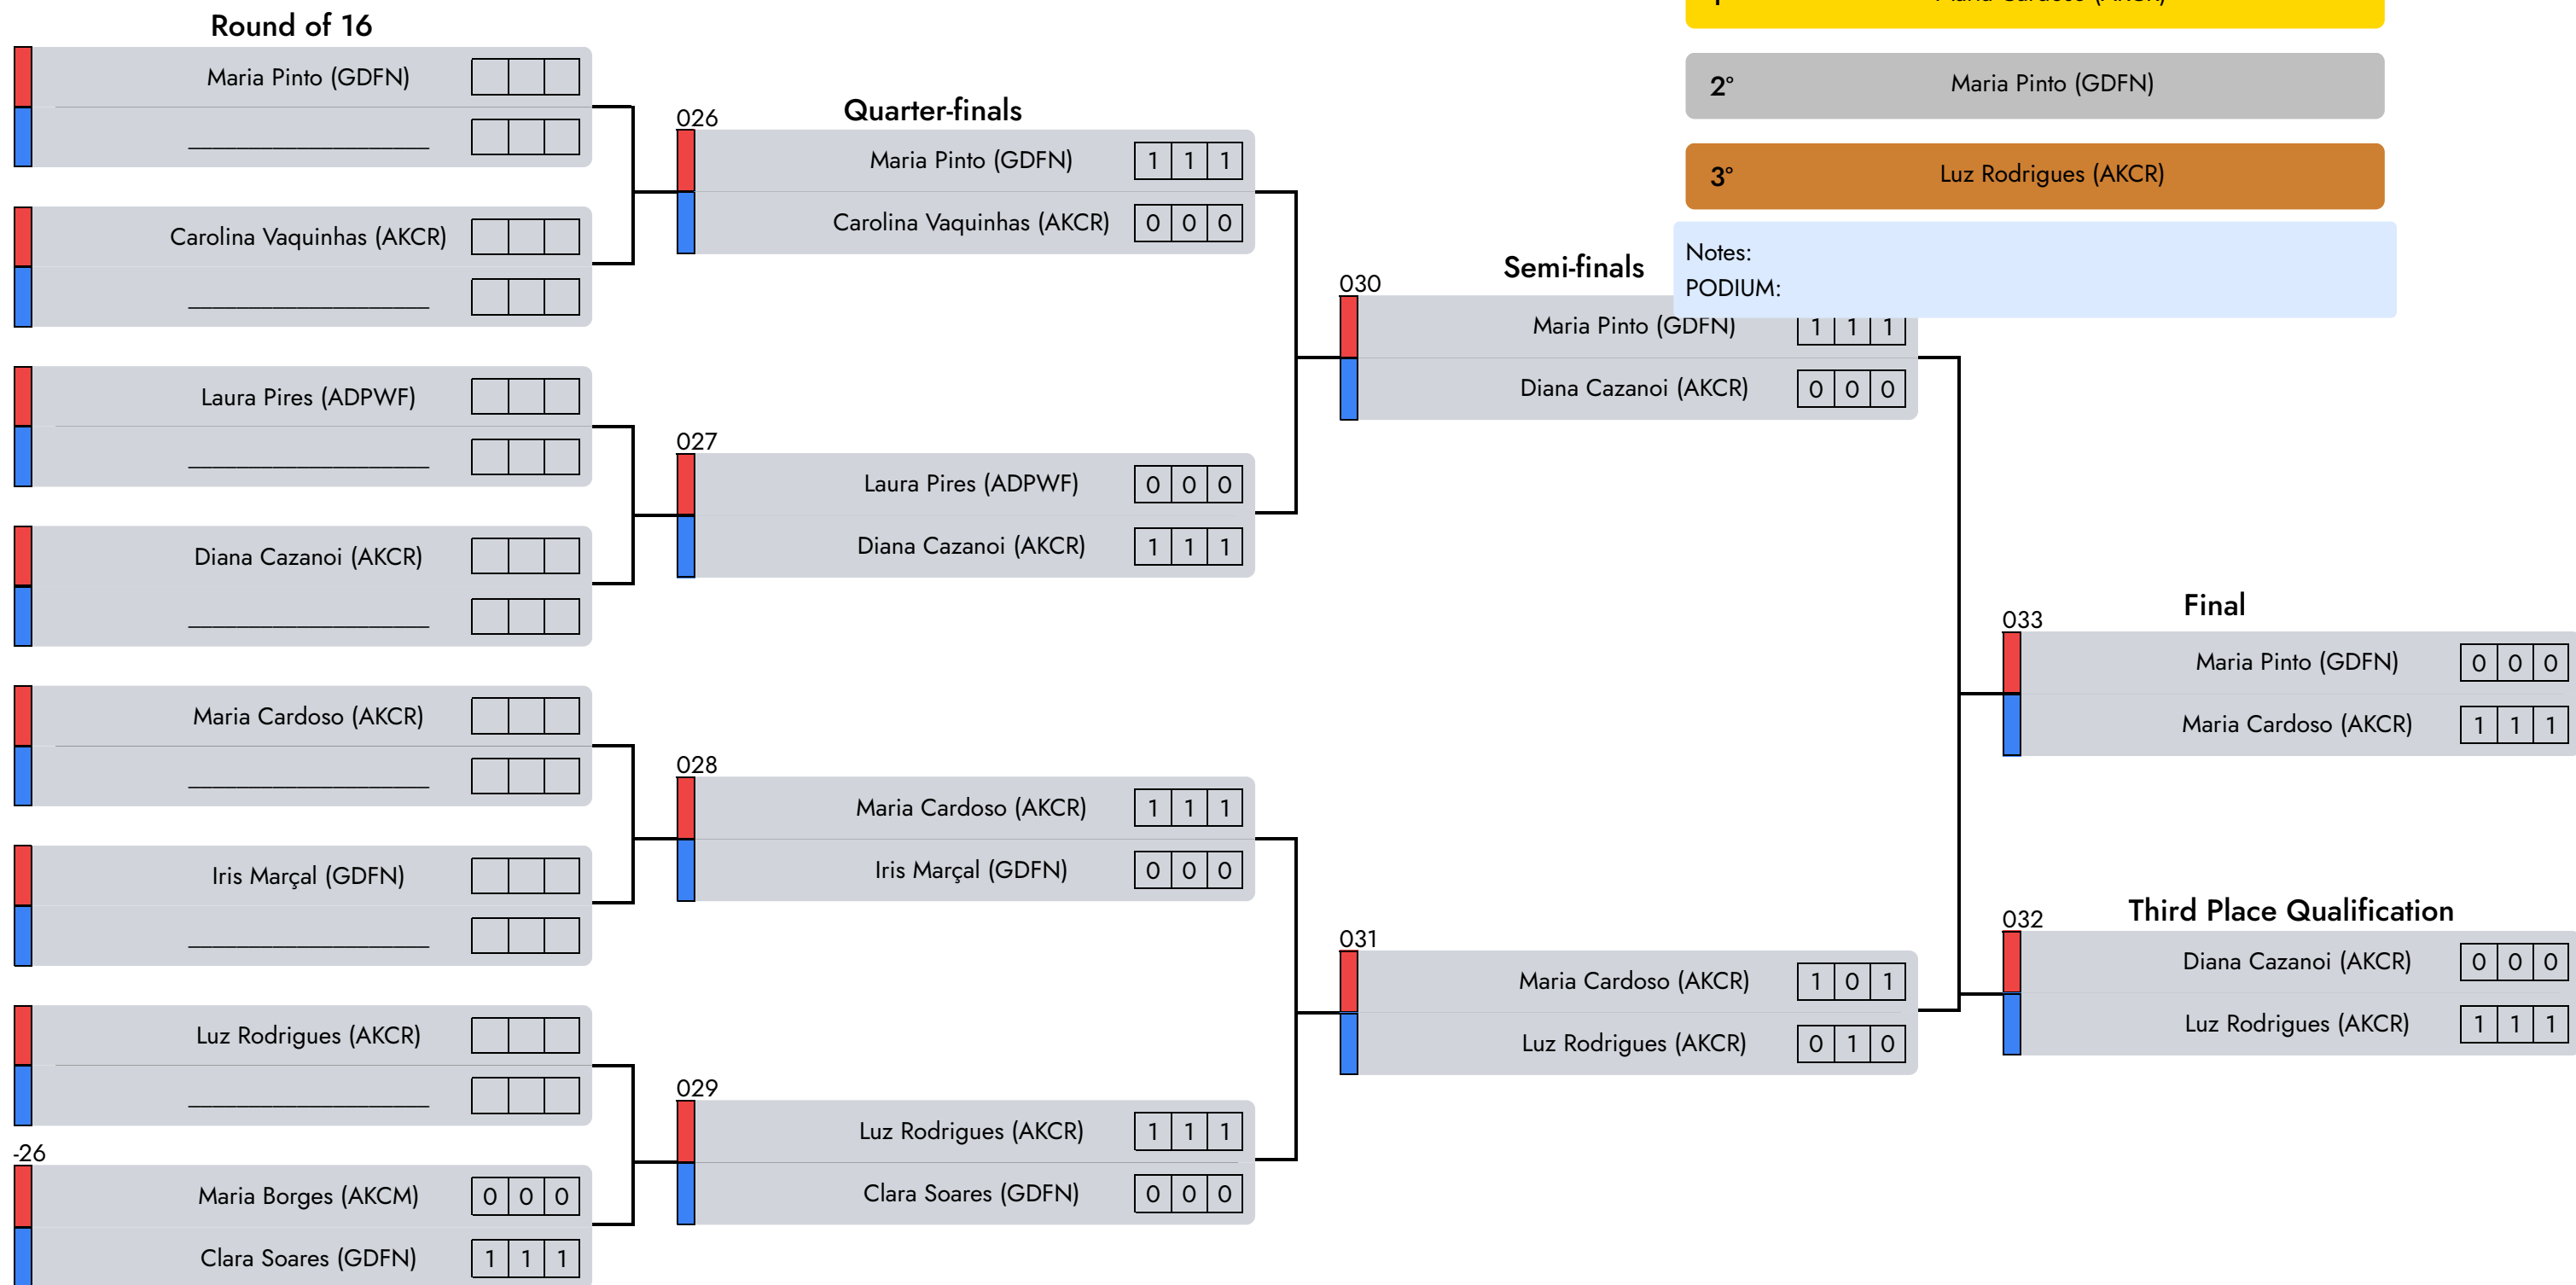 Round of 16
Maria Pinto (GDFN)
Carolina Vaquinhas (AKCR)
Laura Pires (ADPWF)
Diana Cazanoi (AKCR)
Maria Cardoso (AKCR)
Iris Marçal (GDFN)
Luz Rodrigues (AKCR)
-26
Maria Borges (AKCM) 0 0 0
Clara Soares (GDFN) 1 1 1
Quarter-finals
026
Maria Pinto (GDFN) 1 1 1
Carolina Vaquinhas (AKCR) 0 0 0
027
Laura Pires (ADPWF) 0 0 0
Diana Cazanoi (AKCR) 1 1 1
028
Maria Cardoso (AKCR) 1 1 1
Iris Marçal (GDFN) 0 0 0
029
Luz Rodrigues (AKCR) 1 1 1
Clara Soares (GDFN) 0 0 0
Semi-finals
030
Maria Pinto (GDFN) 1 1 1
Diana Cazanoi (AKCR) 0 0 0
031
Maria Cardoso (AKCR) 1 0 1
Luz Rodrigues (AKCR) 0 1 0
Final
033
Maria Pinto (GDFN) 0 0 0
Maria Cardoso (AKCR) 1 1 1
Third Place Qualification
032
Diana Cazanoi (AKCR) 0 0 0
Luz Rodrigues (AKCR) 1 1 1
Maria Cardoso (AKCR)
2° Maria Pinto (GDFN)
3° Luz Rodrigues (AKCR)
Notes:
PODIUM: